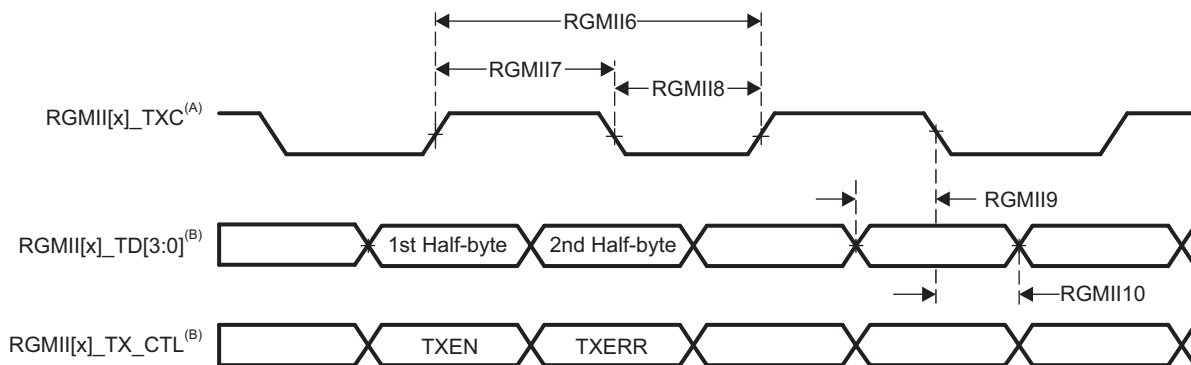 RGMII6
RGMII7
RGMII8
RGMII[x]_TXC(A)
RGMII9
RGMII[x]_TD[3:0](B)
1st Half-byte
2nd Half-byte
RGMII10
RGMII[x]_TX_CTL(B)
TXEN
TXERR